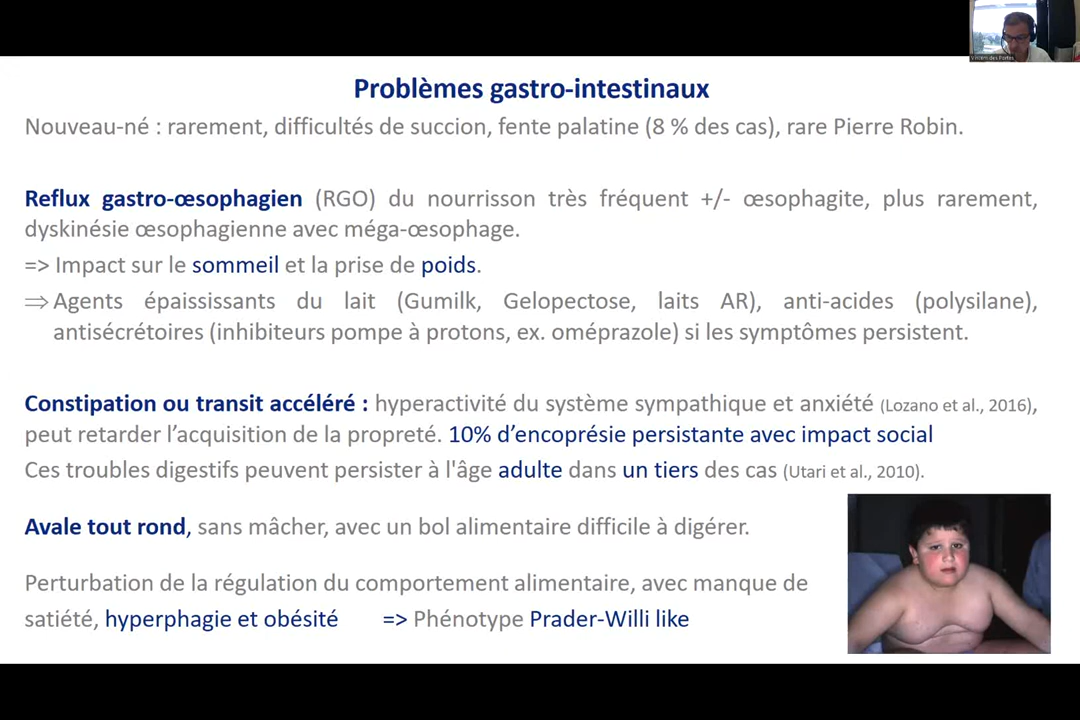 Vincent des Portes
Problèmes gastro-intestinaux
Nouveau-né : rarement, difficultés de succion, fente palatine (8 % des cas), rare Pierre Robin.
Reflux gastro-œsophagien (RGO) du nourrisson très fréquent +/- œsophagite, plus rarement,
dyskinésie œsophagienne avec méga-œsophage.
=> Impact sur le sommeil et la prise de poids.
⇒ Agents épaississants du lait (Gumilk, Gelopectose, laits AR), anti-acides (polysilane),
antisécrétoires (inhibiteurs pompe à protons, ex. oméprazole) si les symptômes persistent.
Constipation ou transit accéléré : hyperactivité du système sympathique et anxiété (Lozano et al., 2016),
peut retarder l’acquisition de la propreté. 10% d’encoprésie persistante avec impact social
Ces troubles digestifs peuvent persister à l'âge adulte dans un tiers des cas (Utari et al., 2010).
Avale tout rond, sans mâcher, avec un bol alimentaire difficile à digérer.
Perturbation de la régulation du comportement alimentaire, avec manque de
satiété, hyperphagie et obésité => Phénotype Prader-Willi like